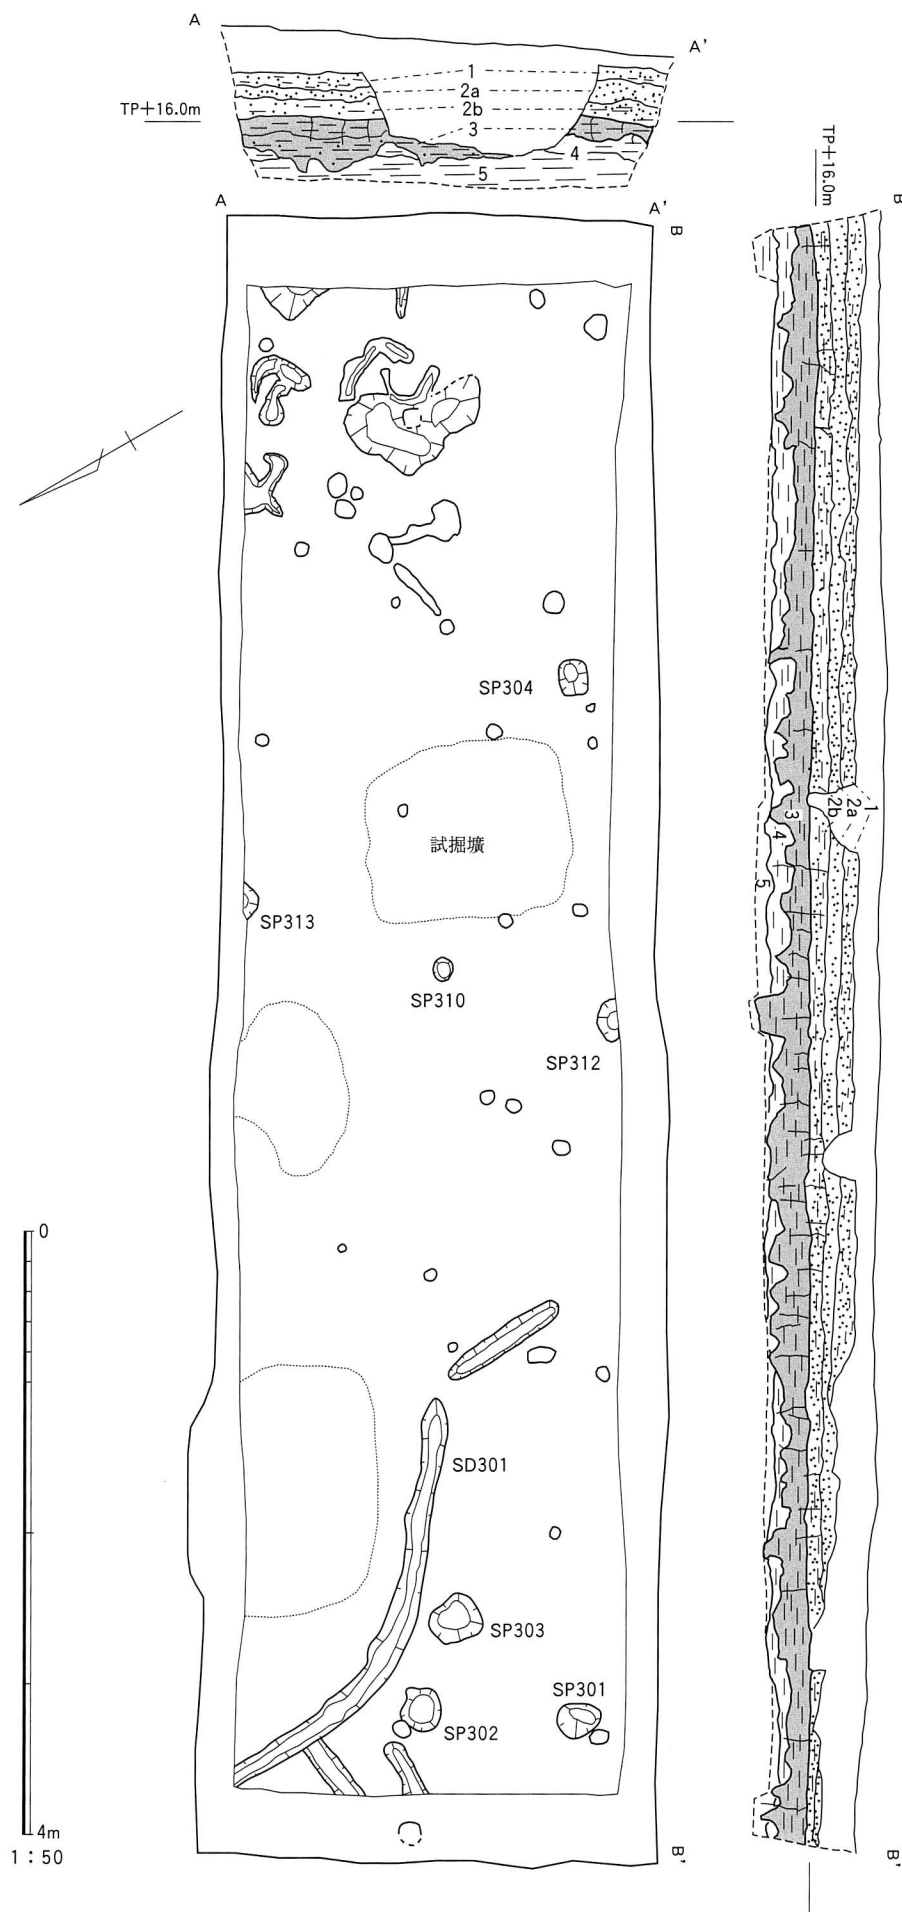 A
A'
1
2a
TP＋16.0m
2b
3
4
5
TP＋16.0m
A
A'
B
B
SP304
試掘壙
1
2a
2b
3
4
5
SP313
SP310
SP312
0
SD301
SP303
SP301
SP302
4m
1：50
B'
B'